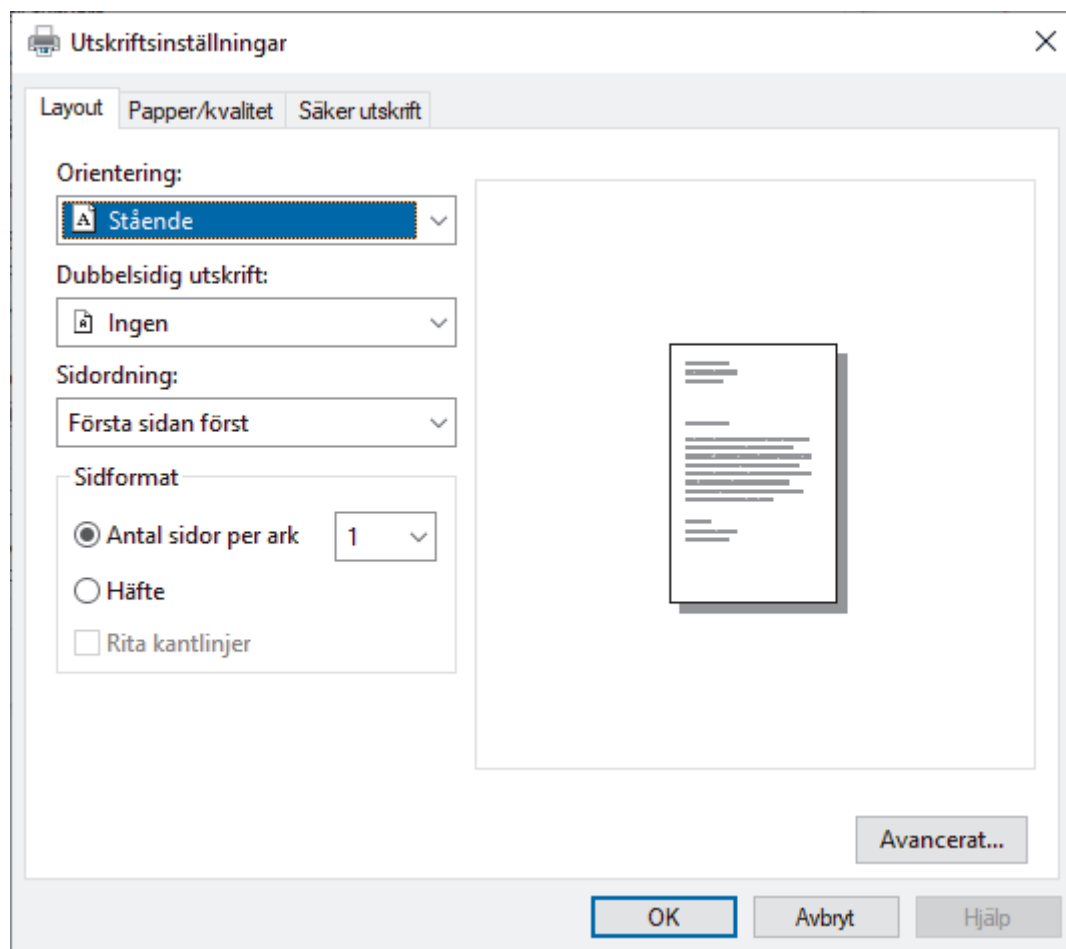 Utskriftsinställningar
Layout Papper/kvalitet Säker utskrift
Orientering:
A Stående
Dubbelsidig utskrift:
A Ingen
Sidordning:
Första sidan först
Sidformat
Antal sidor per ark 1
Häfte
Rita kantlinjer
Avancerat...
OK Avbryt Hjälp